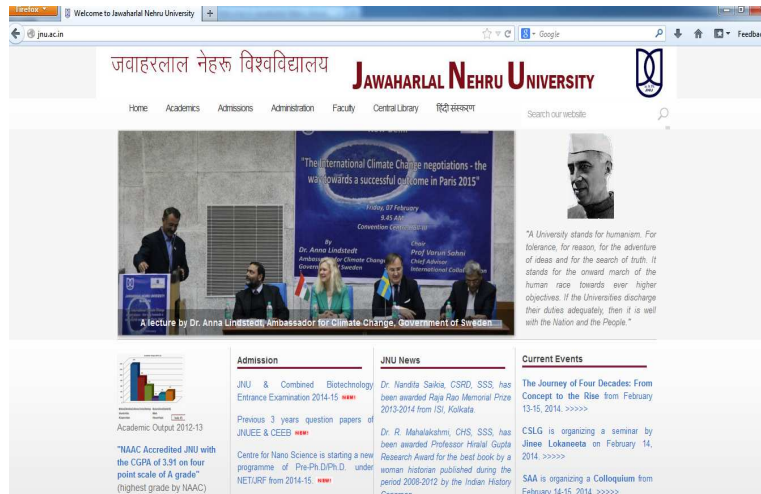 Firefox
Welcome to Jawaharlal Nehru University
jnu.ac.in
Google
Feedbac
जवाहरलाल नेहरू विश्वविद्यालय
JAWAHARLAL NEHRU UNIVERSITY
Home Academics Admissions Administration Faculty Central Library हिंदी संस्करण
Search our website
"The International Climate Change negotiations - the
way towards a successful outcome in Paris 2015"
Friday, 07 February
9.45 AM
Convention Centre
By
Dr. Anna Lindstedt
Ambassador for Climate Change
Government of Sweden
Chair
Prof Varun Sahni
Chief Advisor
International
A lecture by Dr. Anna Lindstedt, Ambassador for Climate Change, Government of Sweden
"A University stands for humanism. For
tolerance, for reason, for the adventure
of ideas and for the search of truth. It
stands for the onward march of the
human race towards ever higher
objectives. If the Universities discharge
their duties adequately, then it is well
with the Nation and the People."
Academic Output 2012-13
"NAAC Accredited JNU with
the CGPA of 3.91 on four
point scale of A grade"
(highest grade by NAAC)
Admission
JNU & Combined Biotechnology
Entrance Examination 2014-15 NEW!
Previous 3 years question papers of
JNUEE & CEEB NEW!
Centre for Nano Science is starting a new
programme of Pre-Ph.D/Ph.D. under
NET/JRF from 2014-15. NEW!
JNU News
Dr. Nandita Saikia, CSRD, SSS, has
been awarded Raja Rao Memorial Prize
2013-2014 from ISI, Kolkata.
Dr. R. Mahalakshmi, CHS, SSS, has
been awarded Professor Hiralal Gupta
Research Award for the best book by a
woman historian published during the
period 2008-2012 by the Indian History
Current Events
The Journey of Four Decades: From
Concept to the Rise from February
13-15, 2014. >>>>>
CSLG is organizing a seminar by
Jinee Lokaneeta on February 14,
2014. >>>>>
SAA is organizing a Colloquium from
February 14-15, 2014. >>>>>